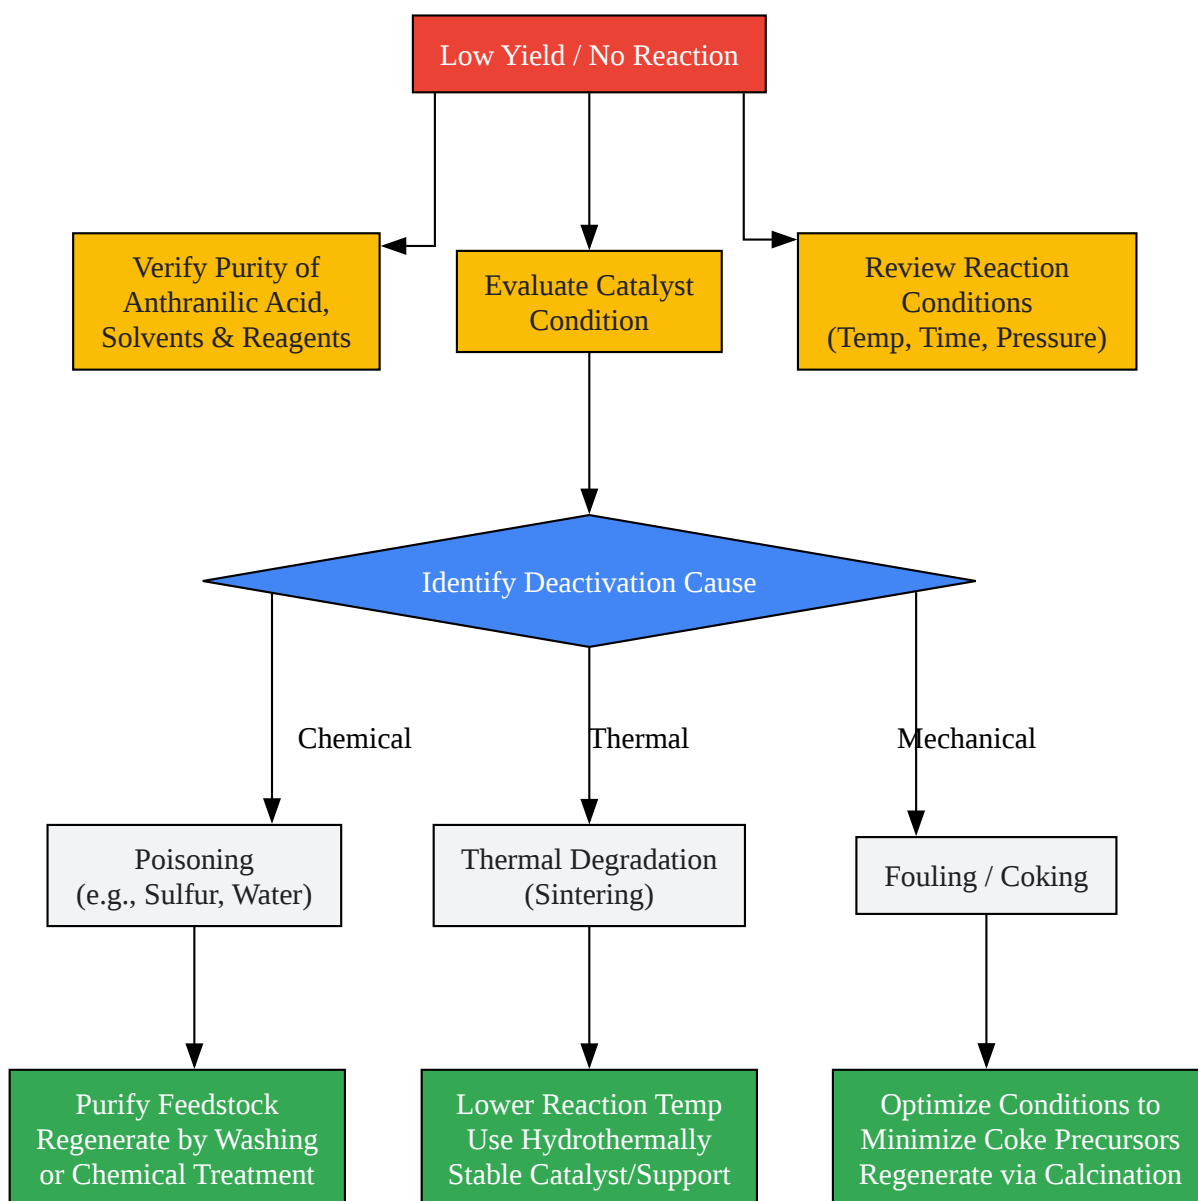 Low Yield / No Reaction
Verify Purity of
Anthranilic Acid,
Solvents & Reagents
Evaluate Catalyst
Condition
Review Reaction
Conditions
(Temp, Time, Pressure)
Identify Deactivation Cause
Chemical
Thermal
Mechanical
Poisoning
(e.g., Sulfur, Water)
Thermal Degradation
(Sintering)
Fouling / Coking
Purify Feedstock
Regenerate by Washing
or Chemical Treatment
Lower Reaction Temp
Use Hydrothermally
Stable Catalyst/Support
Optimize Conditions to
Minimize Coke Precursors
Regenerate via Calcination